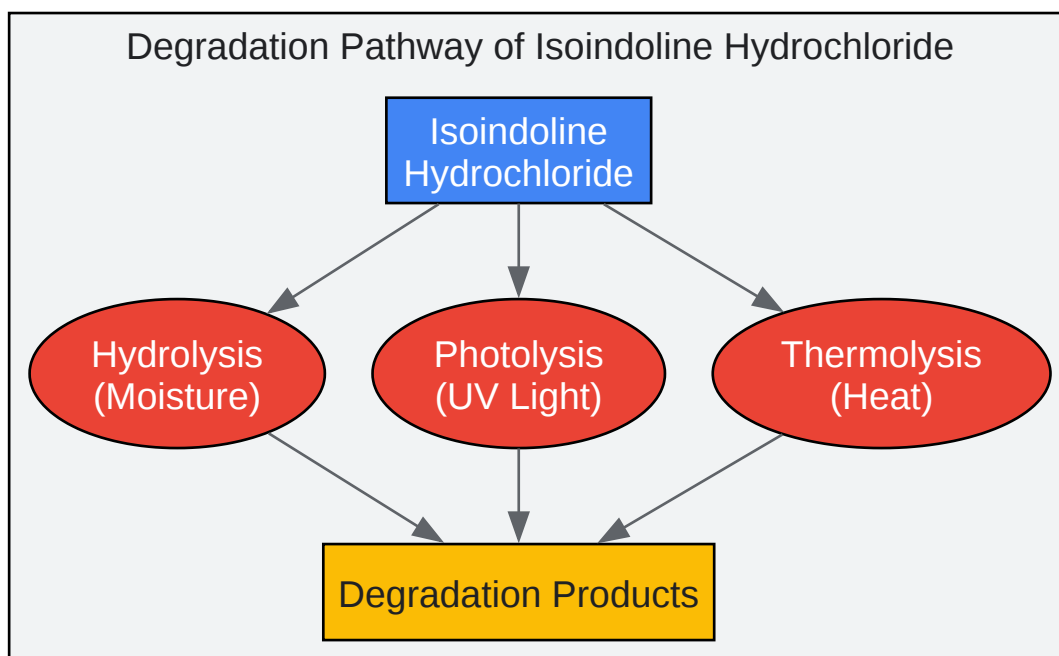 Degradation Pathway of Isoindoline Hydrochloride
Isoindoline
Hydrochloride
Hydrolysis
(Moisture)
Photolysis
(UV Light)
Thermolysis
(Heat)
Degradation Products